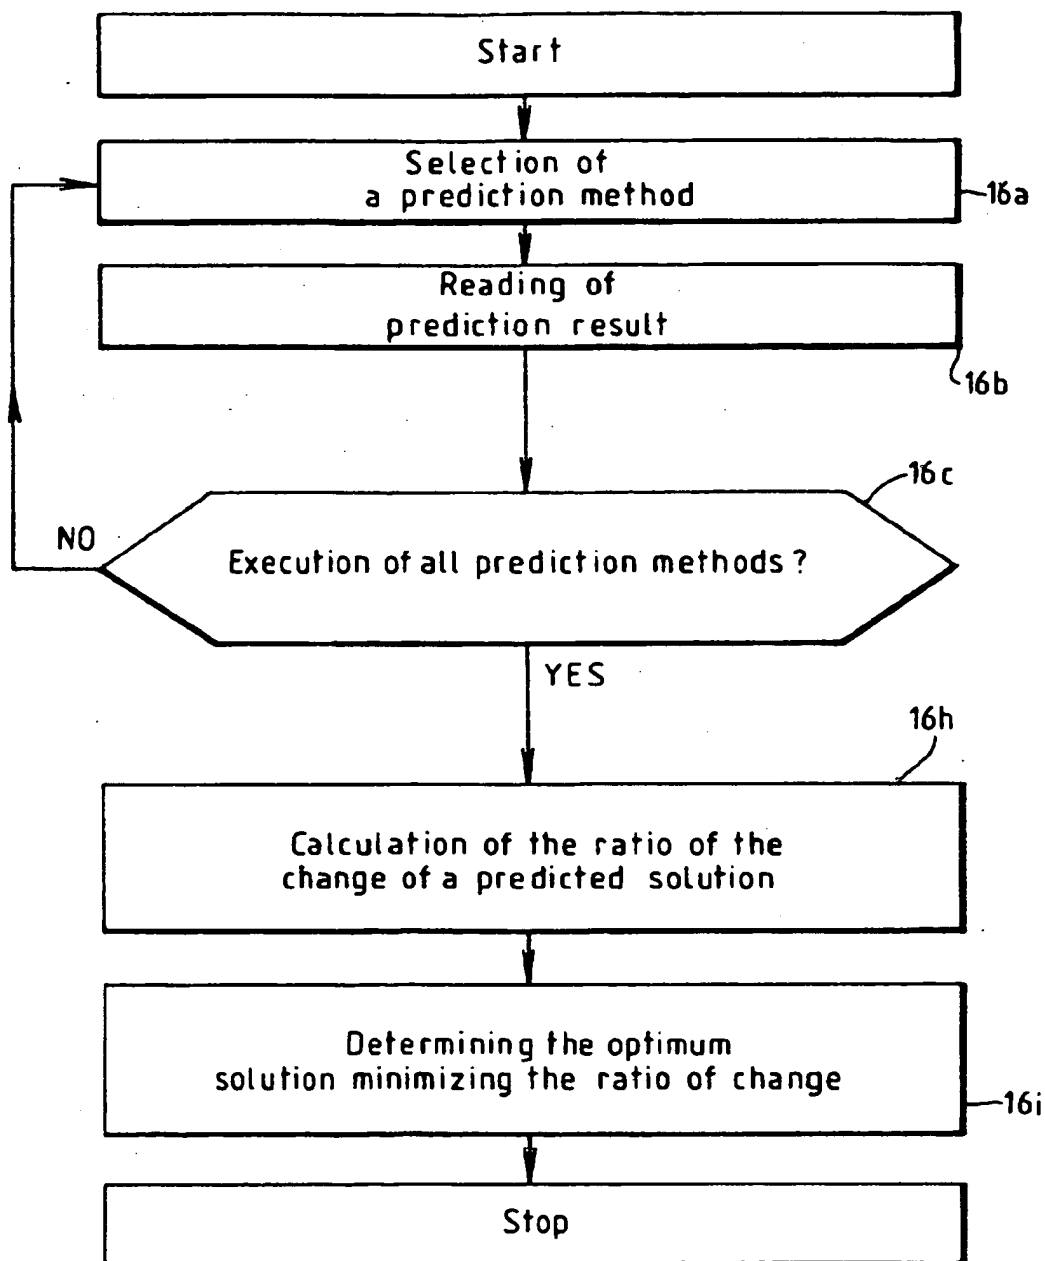 Start
Selection of
a prediction method
16a
Reading of
prediction result
16b
16c
NO
Execution of all prediction methods?
YES
16h
Calculation of the ratio of the
change of a predicted solution
Determining the optimum
solution minimizing the ratio of change
16i
Stop